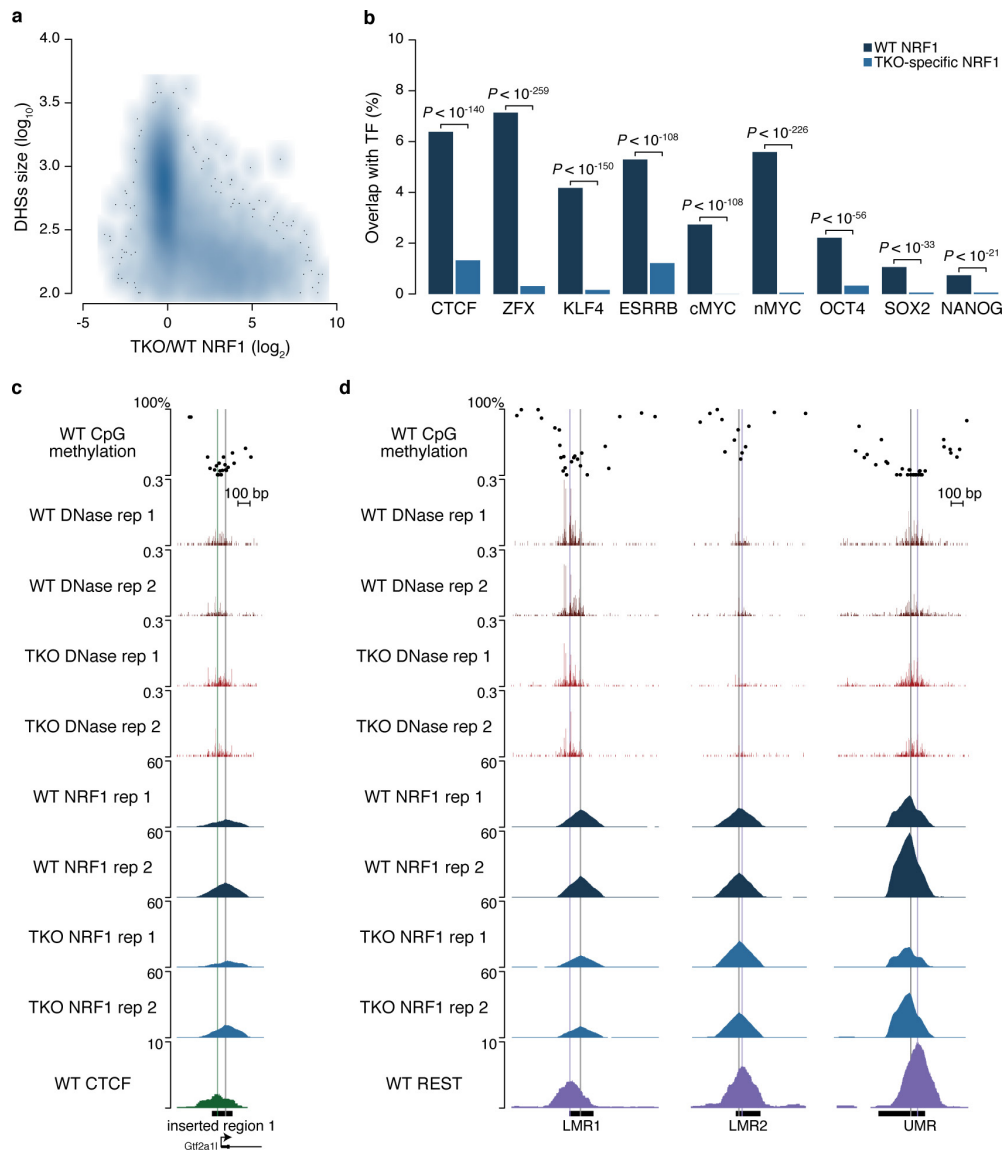 a
4.0
3.5
3.0
2.5
2.0
DHSs size (log10)
-5 0 5 10
TKO/WT NRF1 (log2)
b
10
8
6
4
2
0
Overlap with TF (%)
WT NRF1
TKO-specific NRF1
P < 10-140
P < 10-259
P < 10-150
P < 10-108
P < 10-108
P < 10-226
P < 10-56
P < 10-33
P < 10-21
CTCF ZFX KLF4 ESRRB cMYC nMYC OCT4 SOX2 NANOG
c
100%
WT CpG
methylation
0.3
100 bp
WT DNase rep 1
0.3
WT DNase rep 2
0.3
TKO DNase rep 1
0.3
TKO DNase rep 2
60
WT NRF1 rep 1
60
WT NRF1 rep 2
60
TKO NRF1 rep 1
60
TKO NRF1 rep 2
10
WT CTCF
inserted region 1
Gtf2a1l
d
100%
WT CpG
methylation
0.3
100 bp
WT DNase rep 1
0.3
WT DNase rep 2
0.3
TKO DNase rep 1
0.3
TKO DNase rep 2
60
WT NRF1 rep 1
60
WT NRF1 rep 2
60
TKO NRF1 rep 1
60
TKO NRF1 rep 2
10
WT REST
LMR1 LMR2 UMR